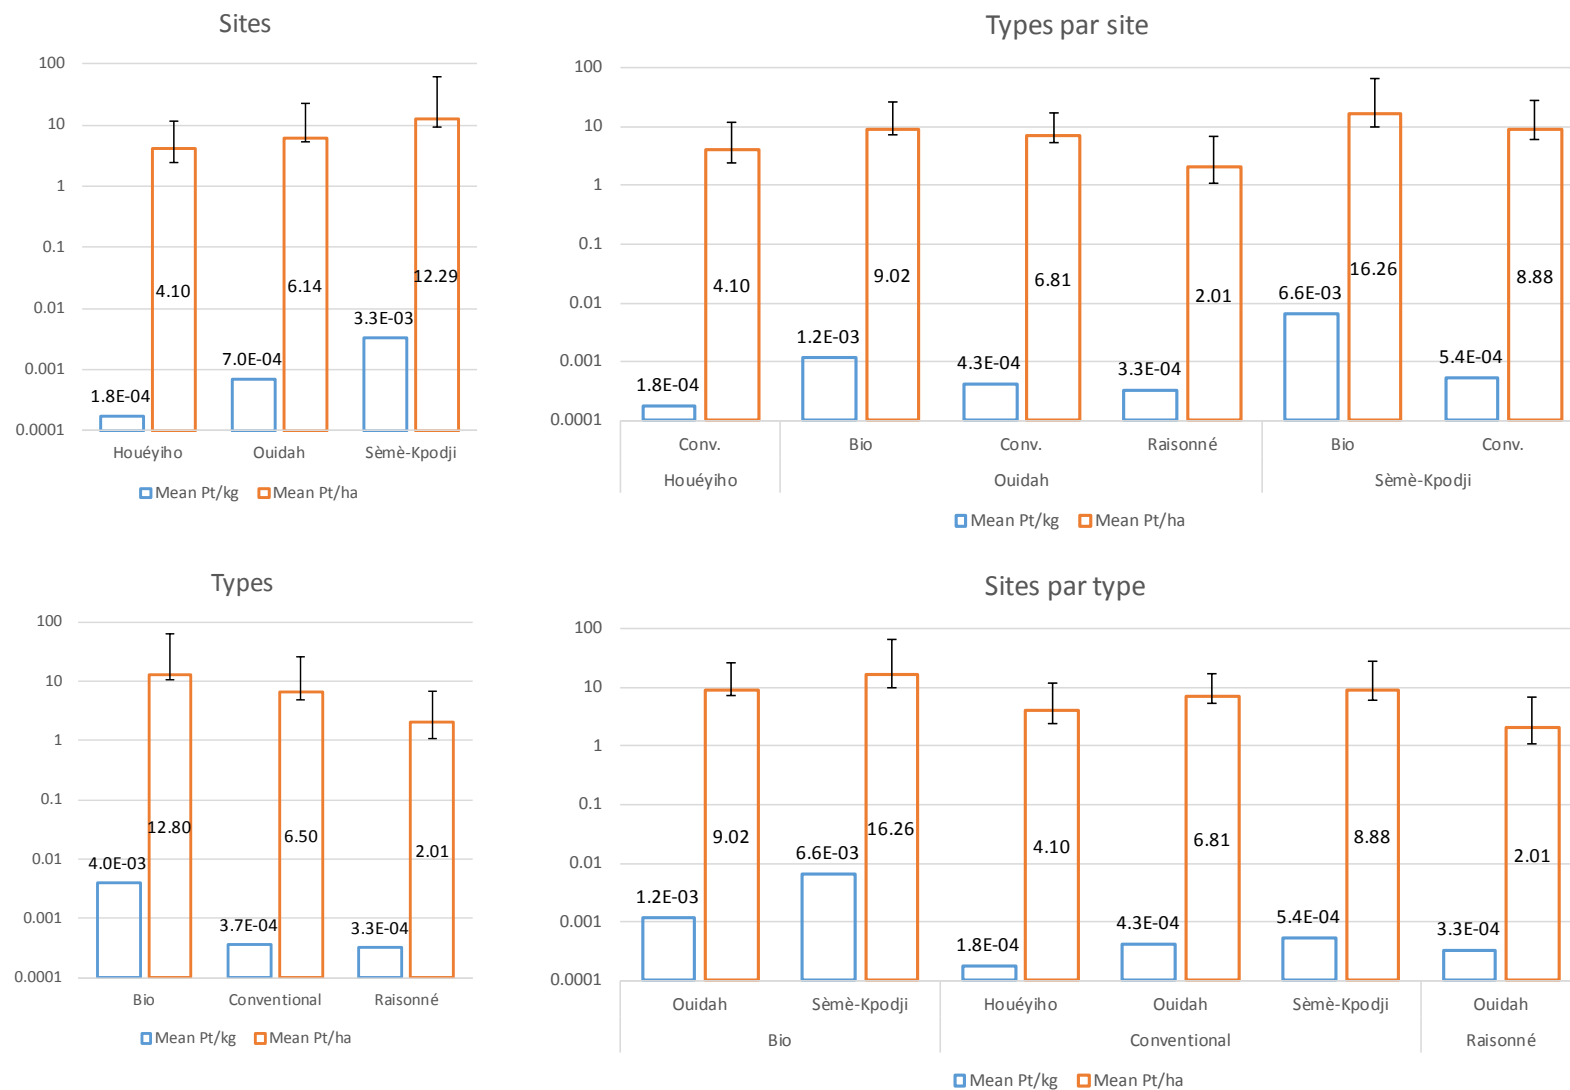 Sites
100
10
1
0.1
0.01
0.001
0.0001
4.10
6.14
12.29
1.8E-04
7.0E-04
3.3E-03
Houéyiho Ouidah Sèmè-Kpodji
Mean Pt/kg Mean Pt/ha
Types par site
100
10
1
0.1
0.01
0.001
0.0001
4.10
9.02
6.81
2.01
16.26
8.88
1.8E-04
1.2E-03
4.3E-04
3.3E-04
6.6E-03
5.4E-04
Conv. Bio Conv. Raisonné Bio Conv.
Houéyiho Ouidah Sèmè-Kpodji
Mean Pt/kg Mean Pt/ha
Types
100
10
1
0.1
0.01
0.001
0.0001
12.80
6.50
2.01
4.0E-03
3.7E-04
3.3E-04
Bio Conventional Raisonné
Mean Pt/kg Mean Pt/ha
Sites par type
100
10
1
0.1
0.01
0.001
0.0001
9.02
16.26
4.10
6.81
8.88
2.01
1.2E-03
6.6E-03
1.8E-04
4.3E-04
5.4E-04
3.3E-04
Ouidah Sèmè-Kpodji Houéyiho Ouidah Sèmè-Kpodji Ouidah
Bio Conventional Raisonné
Mean Pt/kg Mean Pt/ha